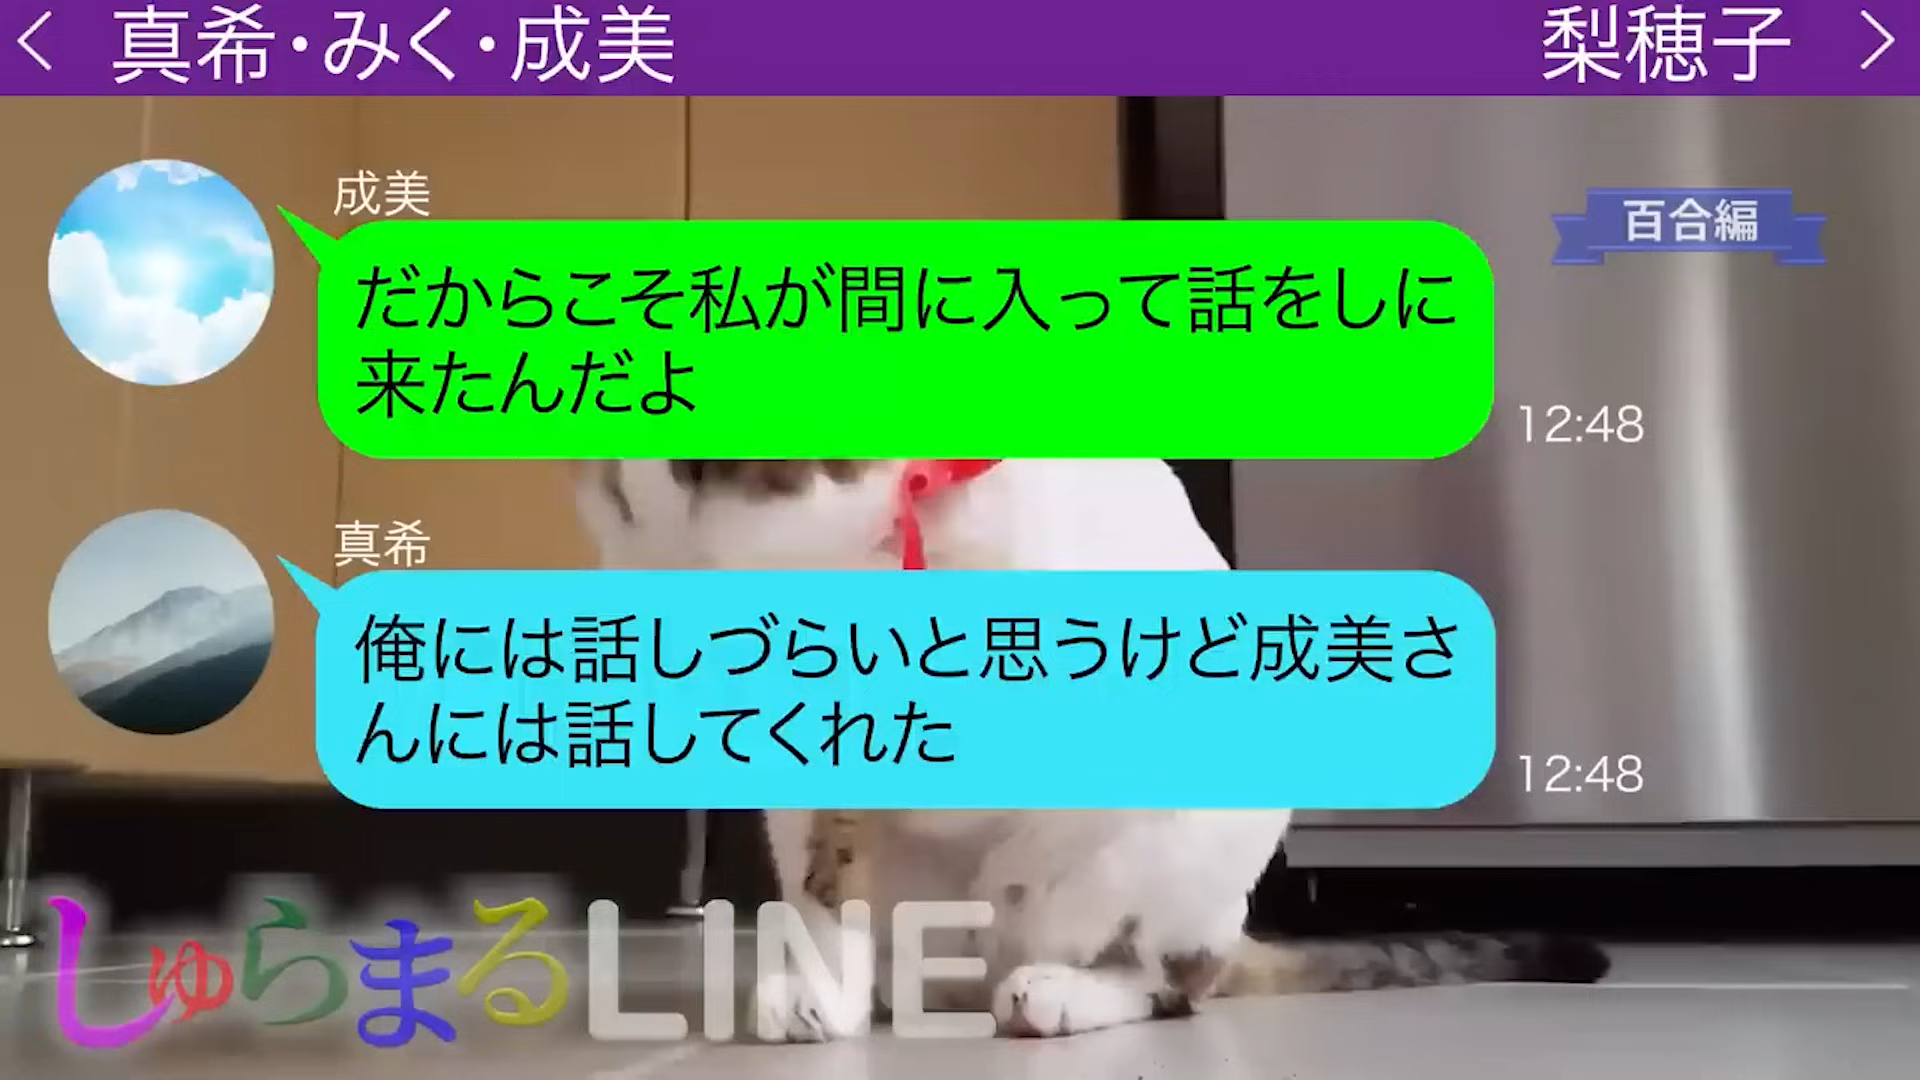 真希・みく・成美
梨穂子
成美
百合編
だからこそ私が間に入って話をしに
来たんだよ
12:48
真希
俺には話しづらいと思うけど成美さ
んには話してくれた
12:48
しゅらまるLINE